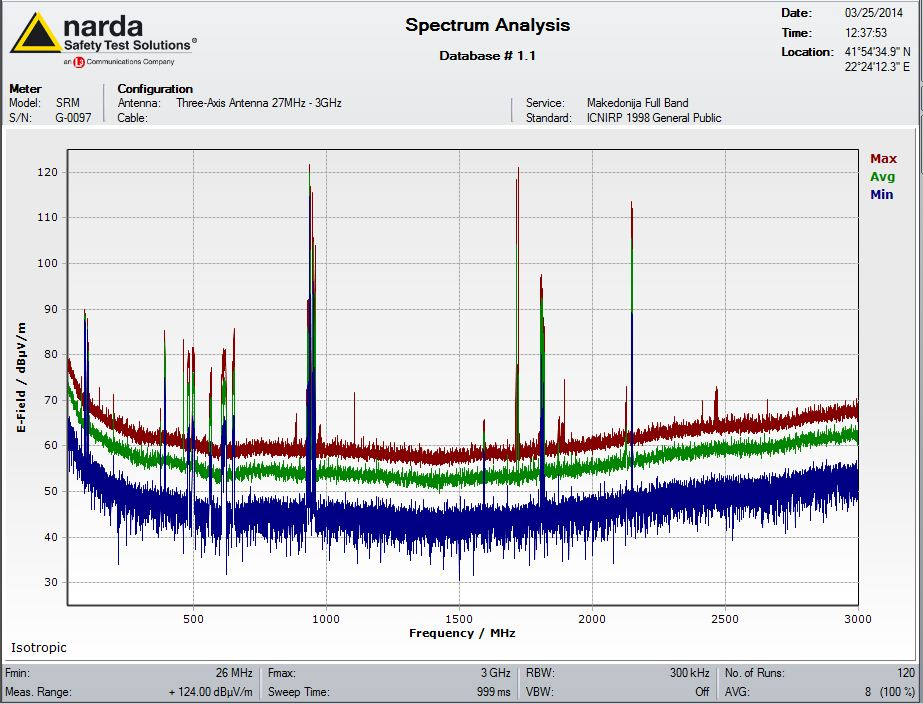 narda
Safety Test Solutions®
an L3 Communications Company
Spectrum Analysis
Database # 1.1
Date: 03/25/2014
Time: 12:37:53
Location: 41°54'34.9" N
22°24'12.3" E
Meter
Model: SRM
S/N: G-0097
Configuration
Antenna: Three-Axis Antenna 27MHz - 3GHz
Cable:
Service: Makedonija Full Band
Standard: ICNIRP 1998 General Public
Max
Avg
Min
E-Field / dBµV/m
120
110
100
90
80
70
60
50
40
30
500 1000 1500 2000 2500 3000
Frequency / MHz
Isotropic
Fmin: 26 MHz Fmax: 3 GHz RBW: 300 kHz No. of Runs: 120
Meas. Range: + 124.00 dBµV/m Sweep Time: 999 ms VBW: Off AVG: 8 (100 %)